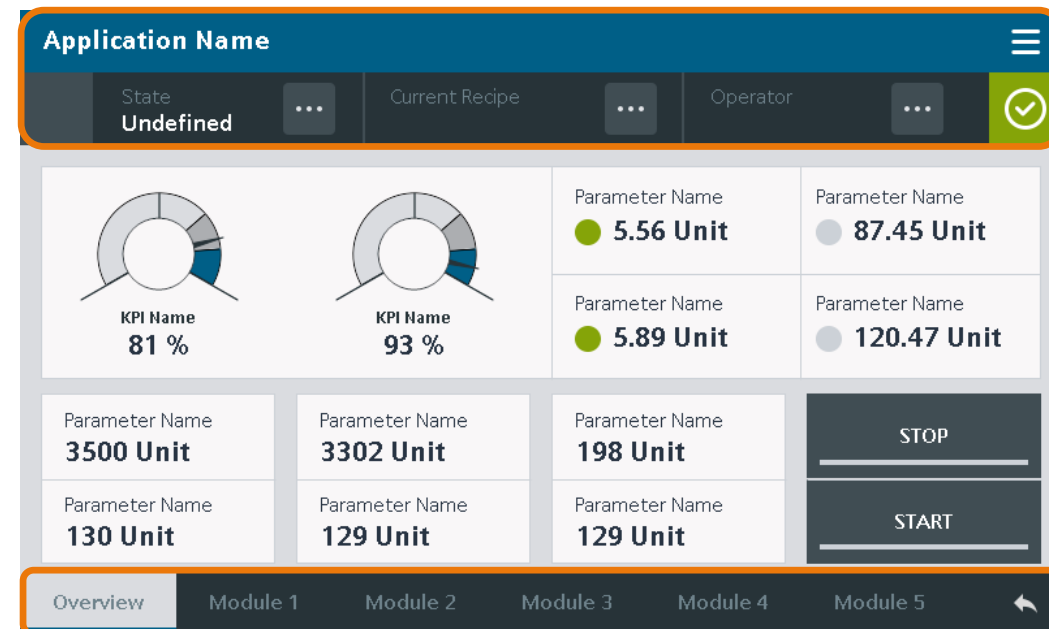 Application Name
State
Undefined
...
Current Recipe
...
Operator
...
KPI Name
81 %
KPI Name
93 %
Parameter Name
5.56 Unit
Parameter Name
87.45 Unit
Parameter Name
5.89 Unit
Parameter Name
120.47 Unit
Parameter Name
3500 Unit
Parameter Name
3302 Unit
Parameter Name
198 Unit
STOP
Parameter Name
130 Unit
Parameter Name
129 Unit
Parameter Name
129 Unit
START
Overview
Module 1
Module 2
Module 3
Module 4
Module 5